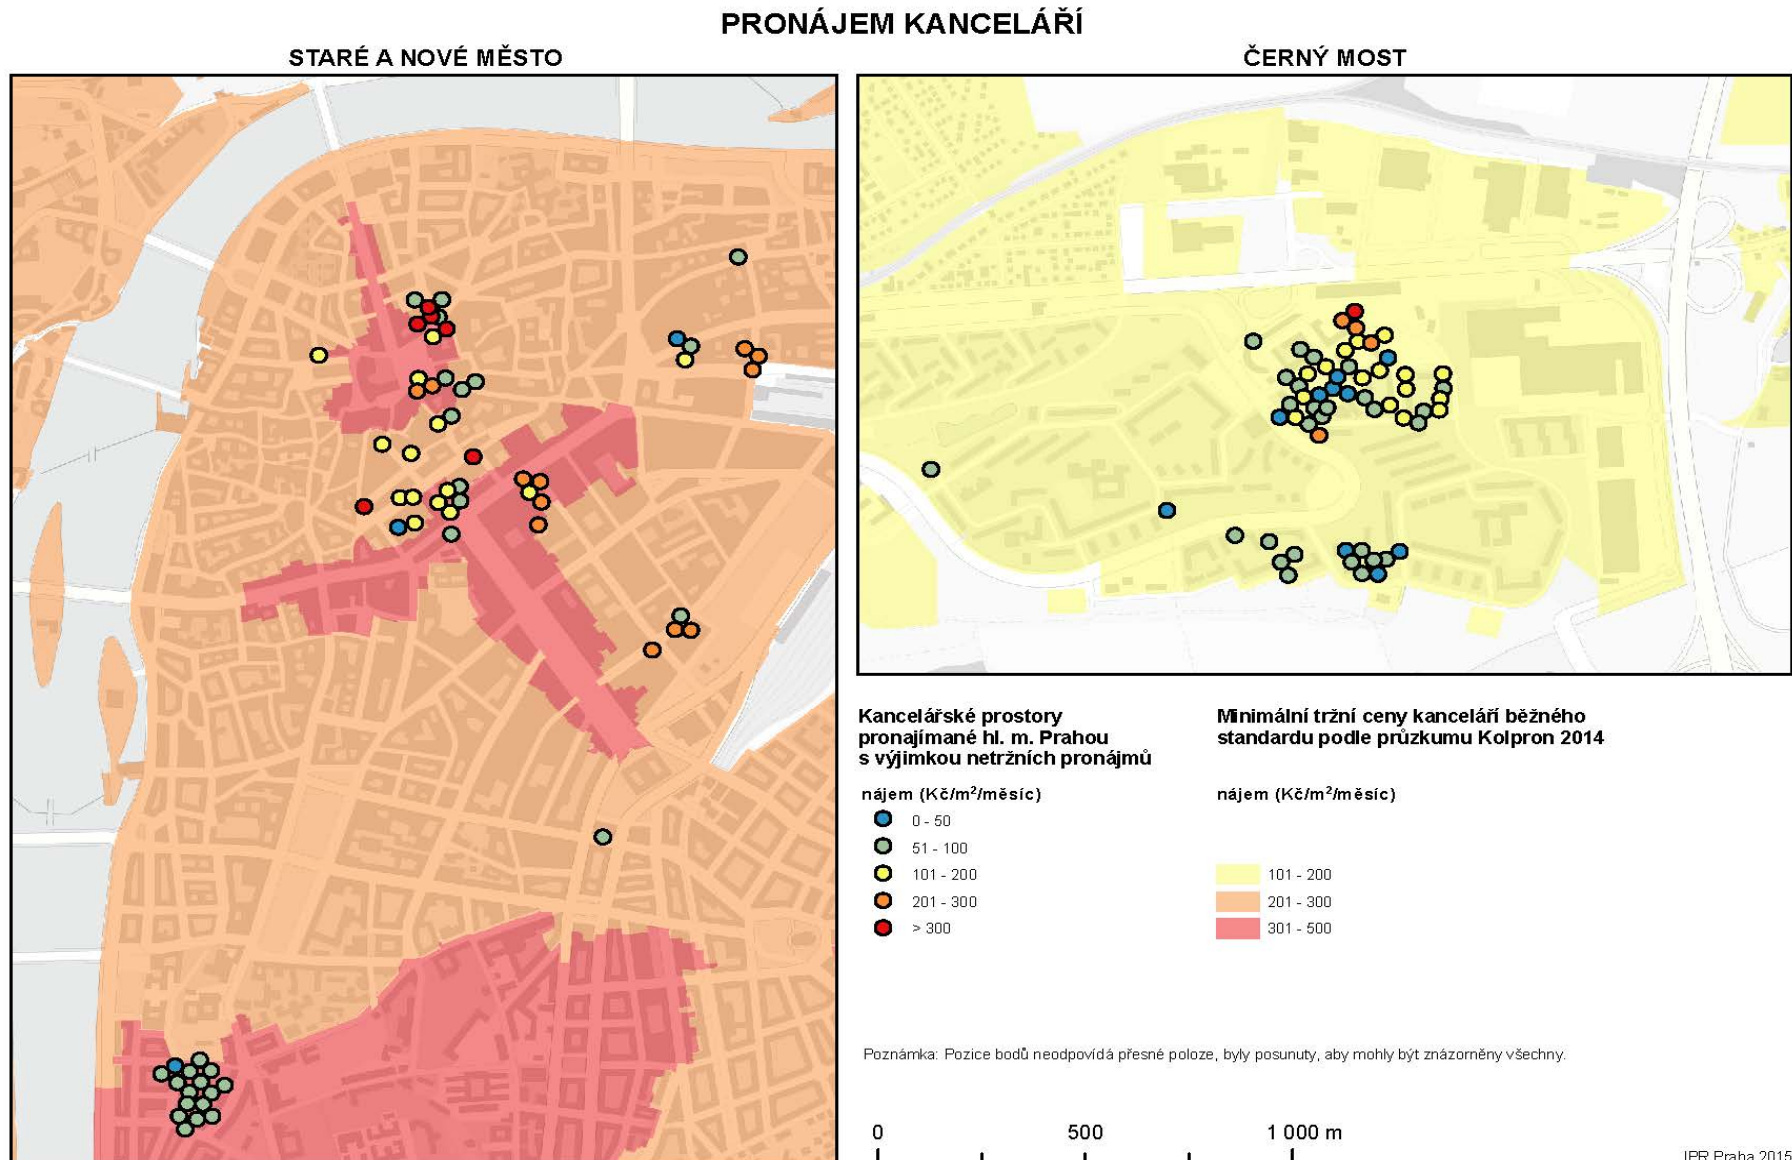 PRONÁJEM KANCELÁŘÍ
STARÉ A NOVÉ MĚSTO
ČERNÝ MOST
Kancelářské prostory
pronajímané hl. m. Prahou
s výjimkou netržních pronájmů
nájem (Kč/m²/měsíc)
0 - 50
51 - 100
101 - 200
201 - 300
> 300
Minimální tržní ceny kanceláří běžného
standardu podle průzkumu Kolpron 2014
nájem (Kč/m²/měsíc)
101 - 200
201 - 300
301 - 500
Poznámka: Pozice bodů neodpovídá přesné poloze, byly posunuty, aby mohly být znázorněny všechny.
0 500 1 000 m
IPR Praha 2015